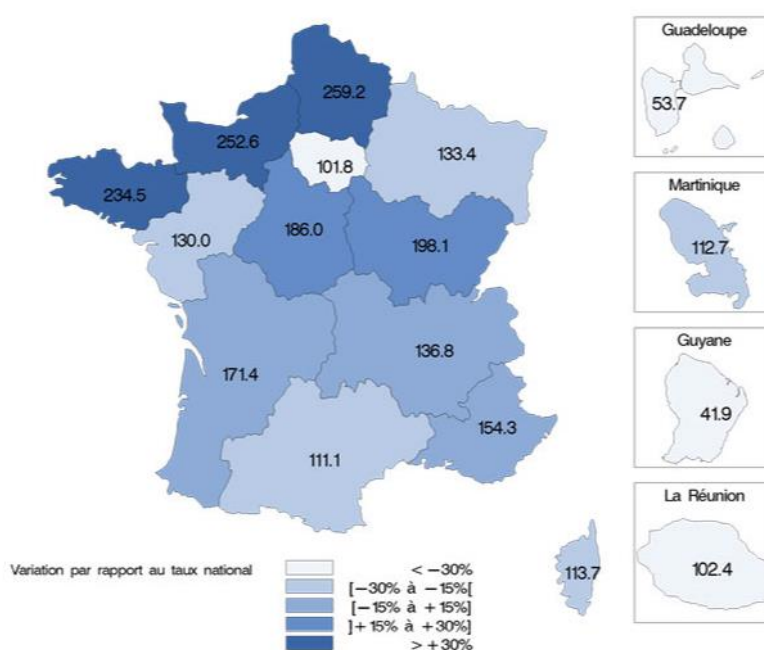 Guadeloupe
53.7
259.2
252.6
101.8
133.4
234.5
130.0
186.0
198.1
Martinique
112.7
136.8
171.4
154.3
111.1
Guyane
41.9
La Réunion
102.4
113.7
Variation par rapport au taux national
< −30%
[−30% à −15%[
[−15% à +15%]
]+15% à +30%]
> +30%